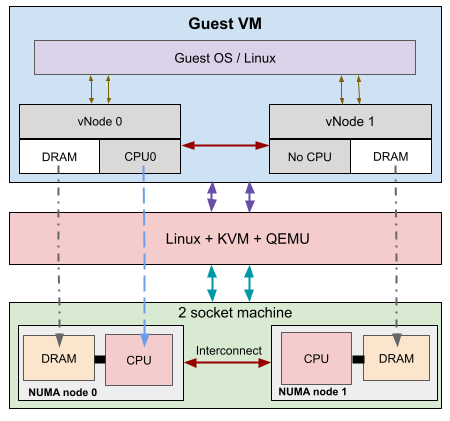 Guest VM
Guest OS / Linux
vNode 0
vNode 1
DRAM
CPU0
No CPU
DRAM
Linux + KVM + QEMU
2 socket machine
DRAM
CPU
Interconnect
CPU
DRAM
NUMA node 0
NUMA node 1